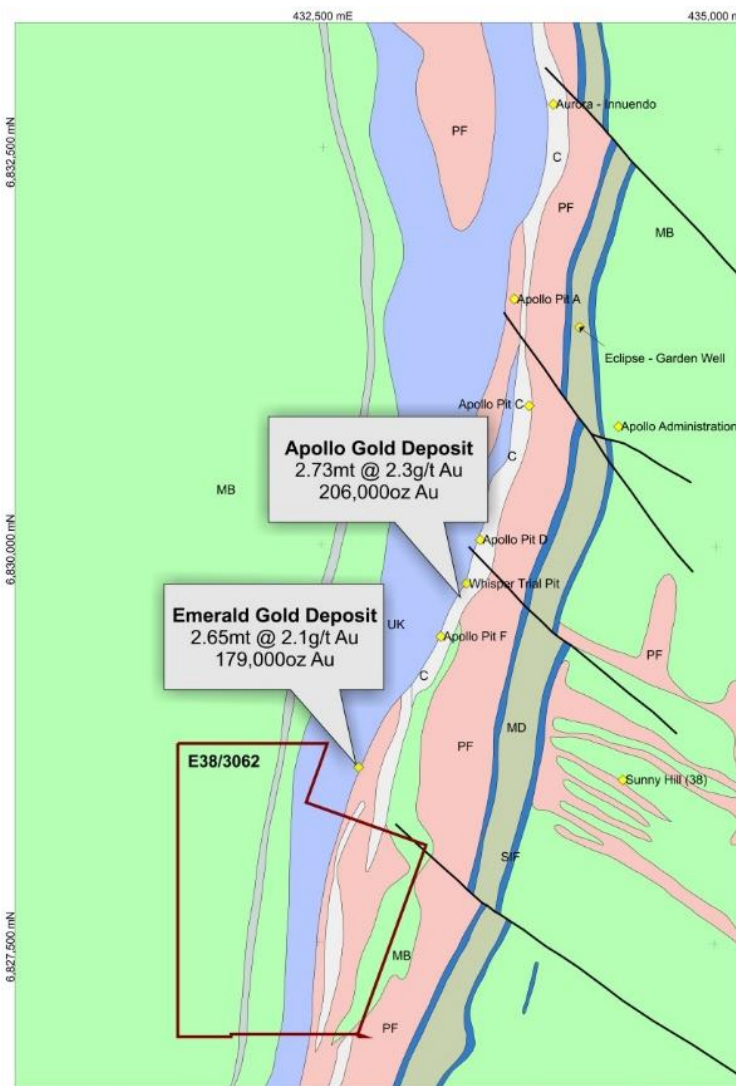 432,500 mE
435,000 m
6,832,500 mN
6,830,000 mN
6,827,500 mN
PF
Aurora - Innuendo
C
PF
MB
Apollo Pit A
Eclipse - Garden Well
Apollo Pit C
Apollo Administration
Apollo Gold Deposit
2.73mt @ 2.3g/t Au
206,000oz Au
C
MB
Apollo Pit D
Whisper Trial Pit
Emerald Gold Deposit
2.65mt @ 2.1g/t Au
179,000oz Au
UK
Apollo Pit F
PF
C
MD
PF
E38/3062
Sunny Hill (38)
SIF
MB
PF